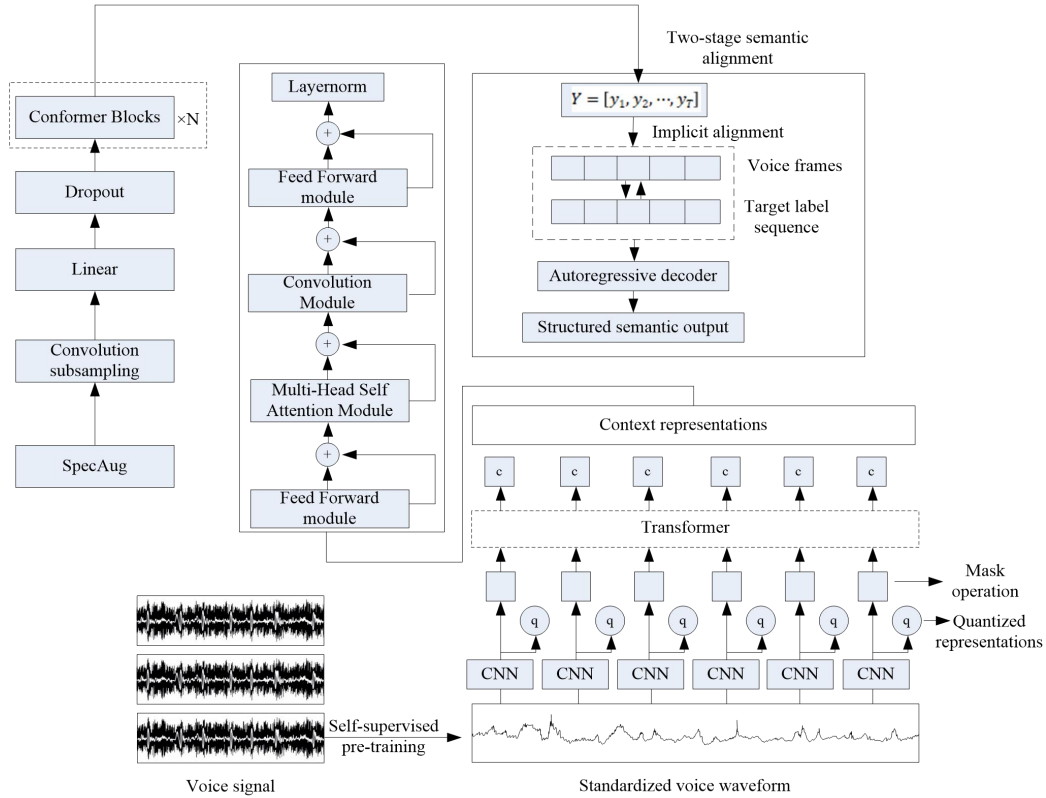 Two-stage semantic
alignment
Conformer Blocks
×N
Dropout
Linear
Convolution
subsampling
SpecAug
Layernorm
+
Feed Forward
module
+
Convolution
Module
+
Multi-Head Self
Attention Module
+
Feed Forward
module
Y = [y₁, y₂, ⋯, y_T]
Implicit alignment
Voice frames
Target label
sequence
Autoregressive decoder
Structured semantic output
Context representations
c c c c c c
Transformer
Mask
operation
q q q q q q
Quantized
representations
CNN CNN CNN CNN CNN CNN
Self-supervised
pre-training
Voice signal
Standardized voice waveform